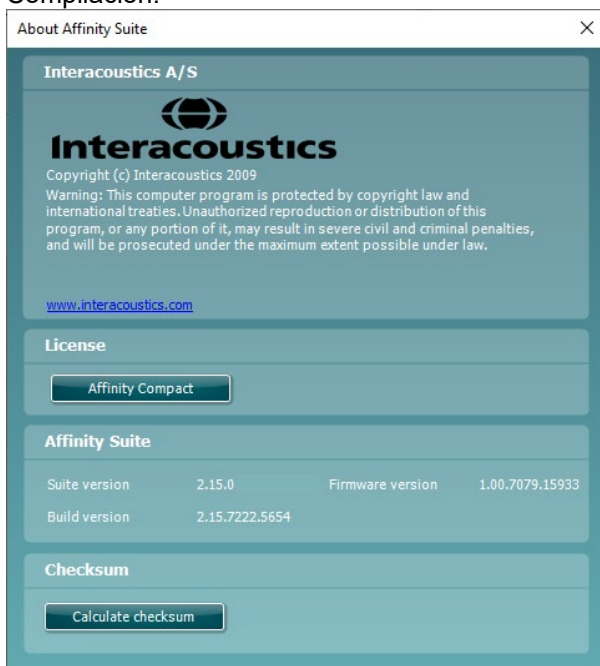 Compilación.
About Affinity Suite
Interacoustics A/S
Interacoustics
Copyright (c) Interacoustics 2009
Warning: This computer program is protected by copyright law and
international treaties. Unauthorized reproduction or distribution of this
program, or any portion of it, may result in severe civil and criminal penalties,
and will be prosecuted under the maximum extent possible under law.
www.interacoustics.com
License
Affinity Compact
Affinity Suite
Suite version 2.15.0 Firmware version 1.00.7079.15933
Build version 2.15.7222.5654
Checksum
Calculate checksum